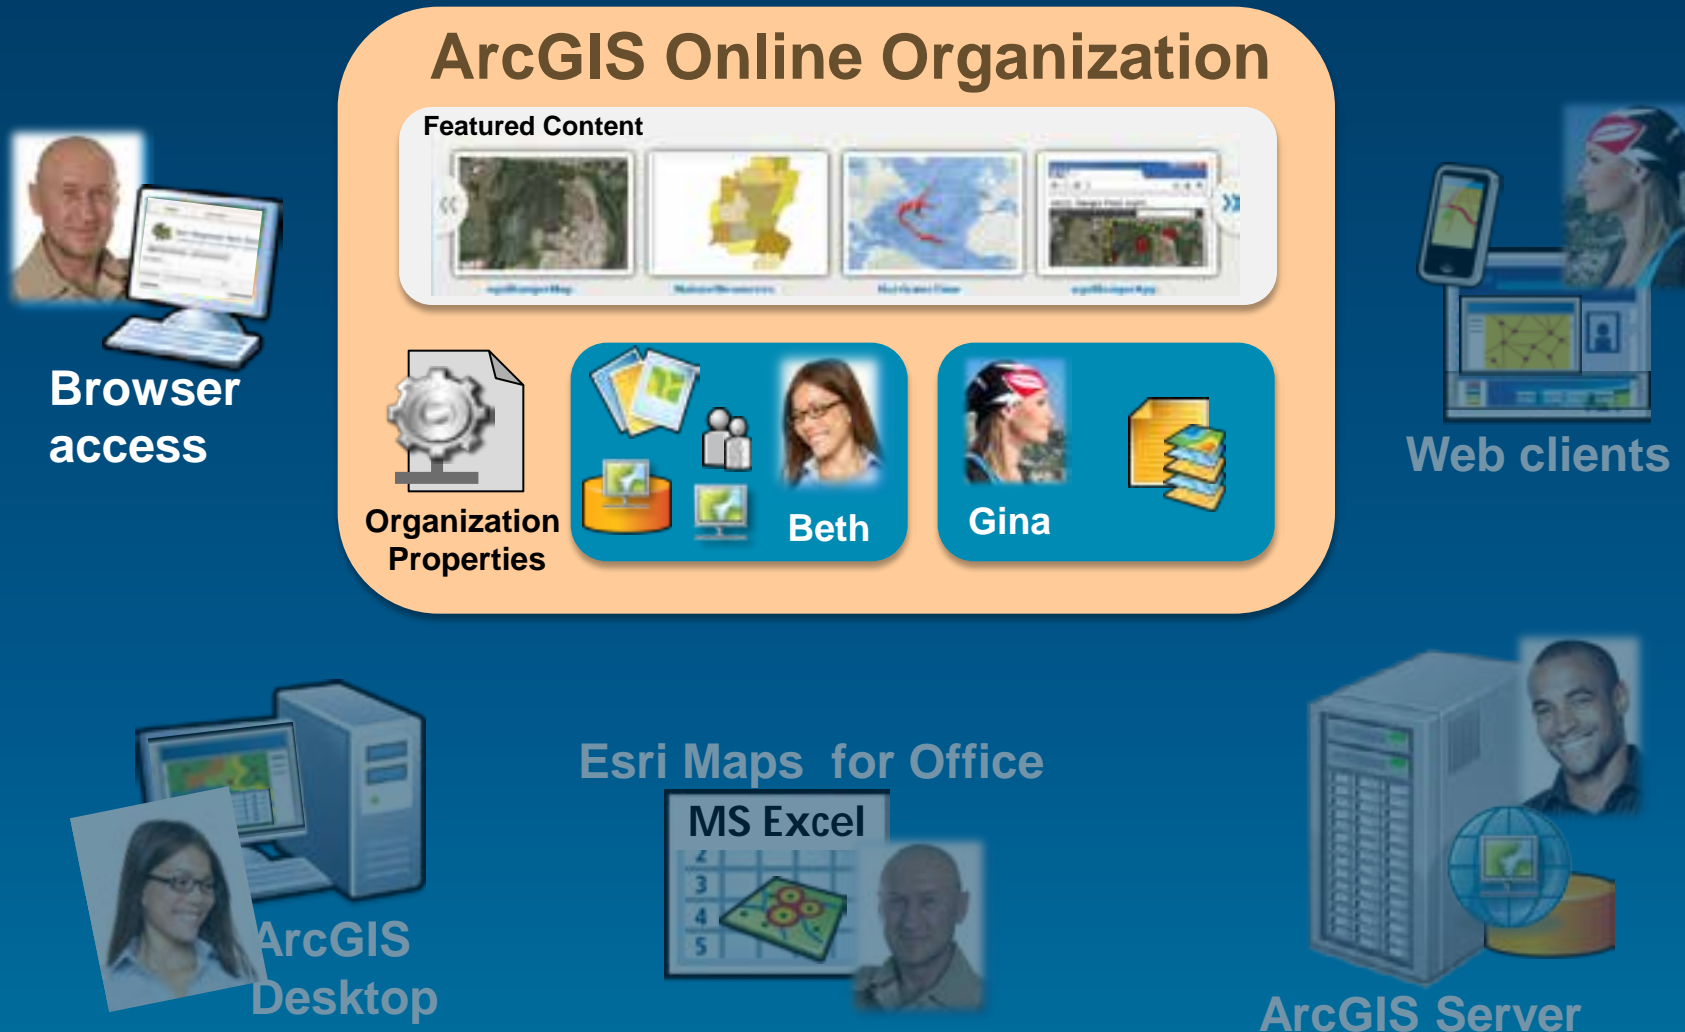 ArcGIS Online Organization
Featured Content
Browser
access
Organization
Properties
Beth
Gina
Web clients
Esri Maps for Office
MS Excel
2
3
4
5
ArcGIS
Desktop
ArcGIS Server